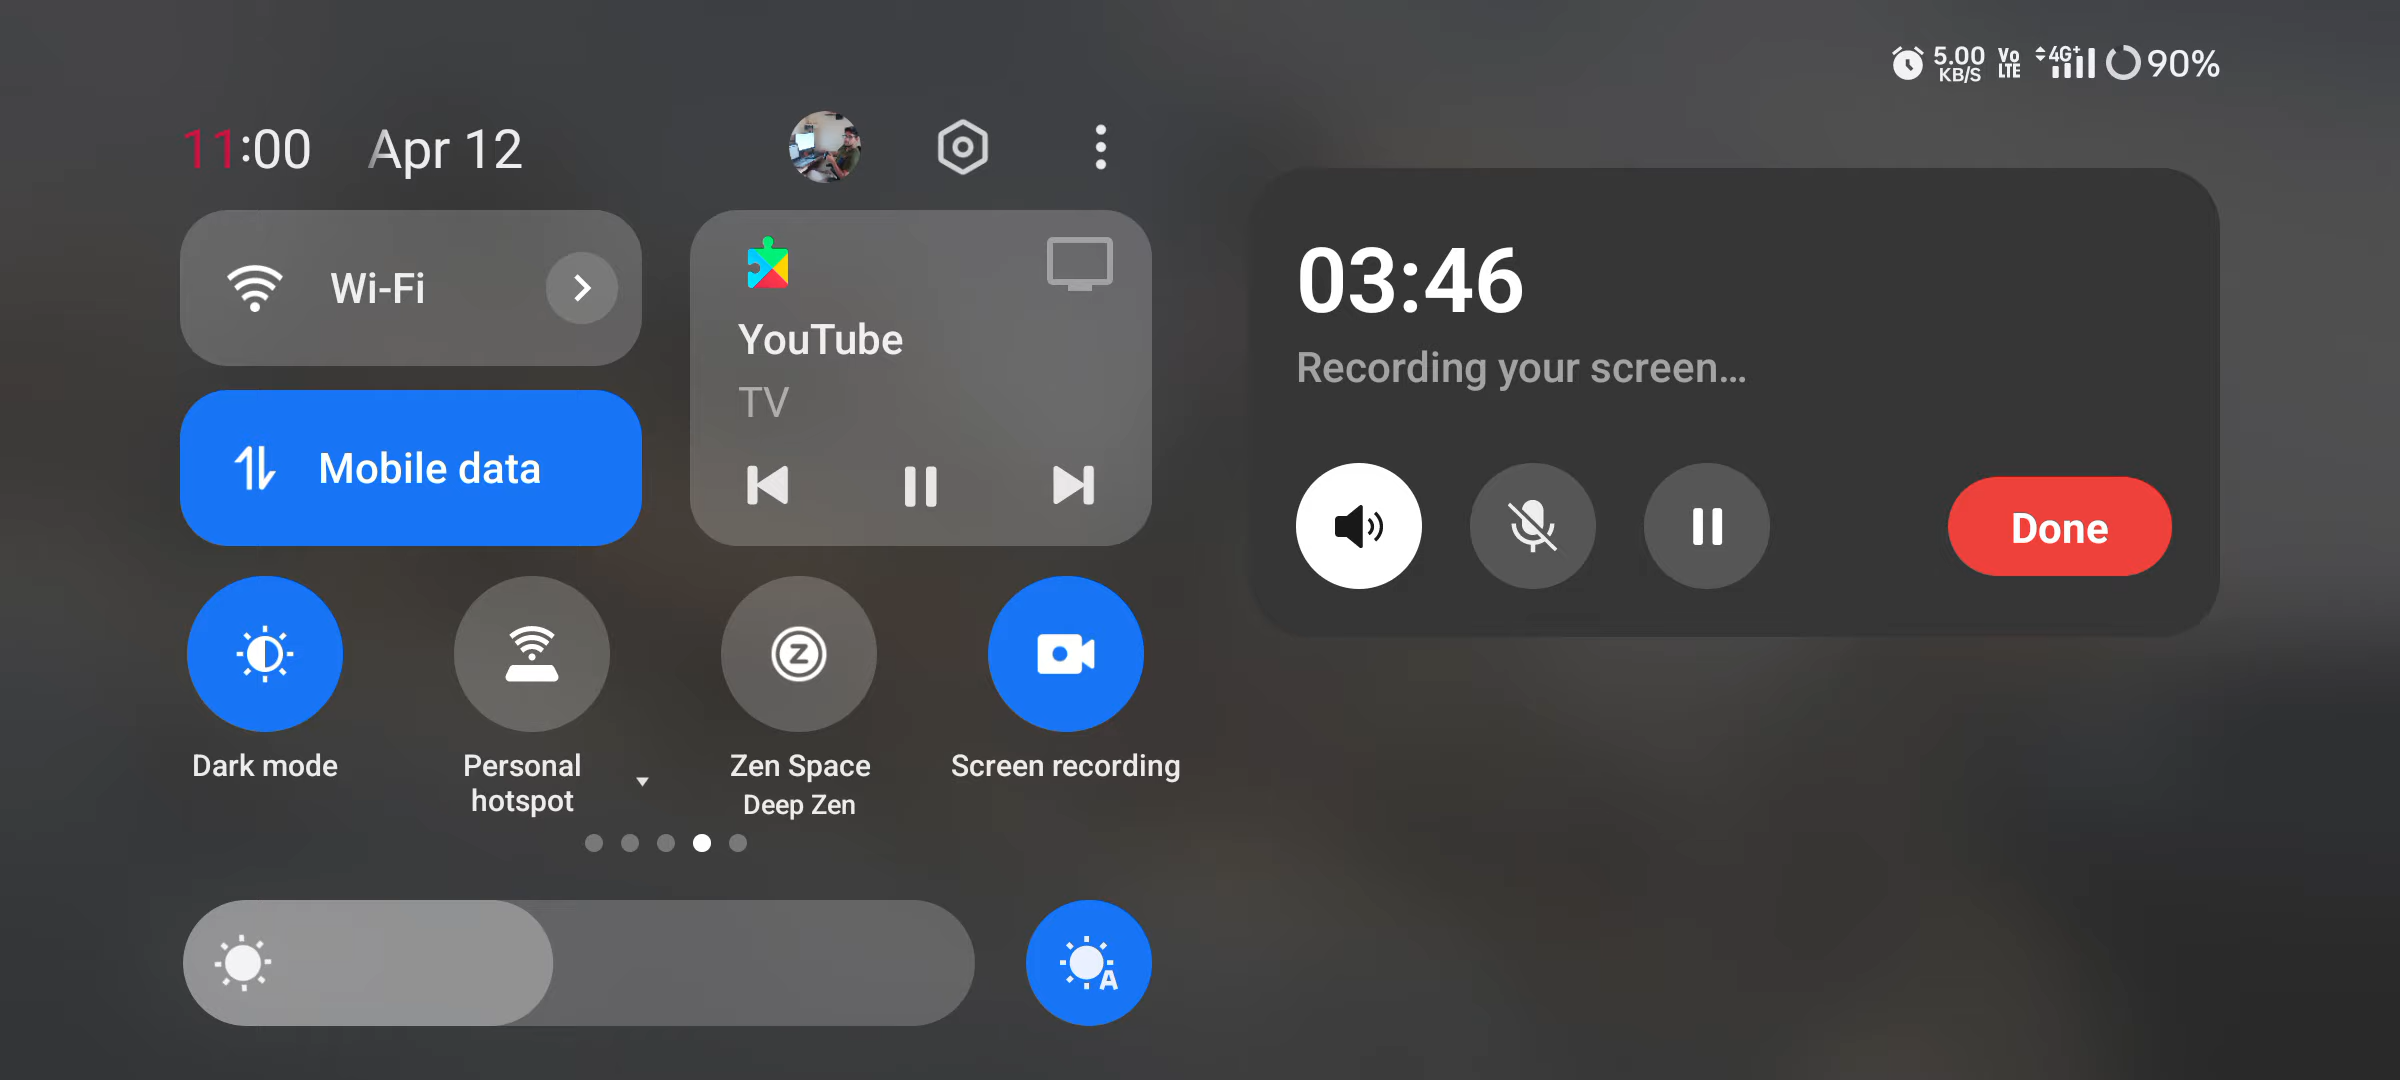 5.00
KB/S
Vo
LTE
4G+
90%
11:00
Apr 12
Wi-Fi
YouTube
TV
Mobile data
03:46
Recording your screen...
Done
Dark mode
Personal
hotspot
Zen Space
Deep Zen
Screen recording
A